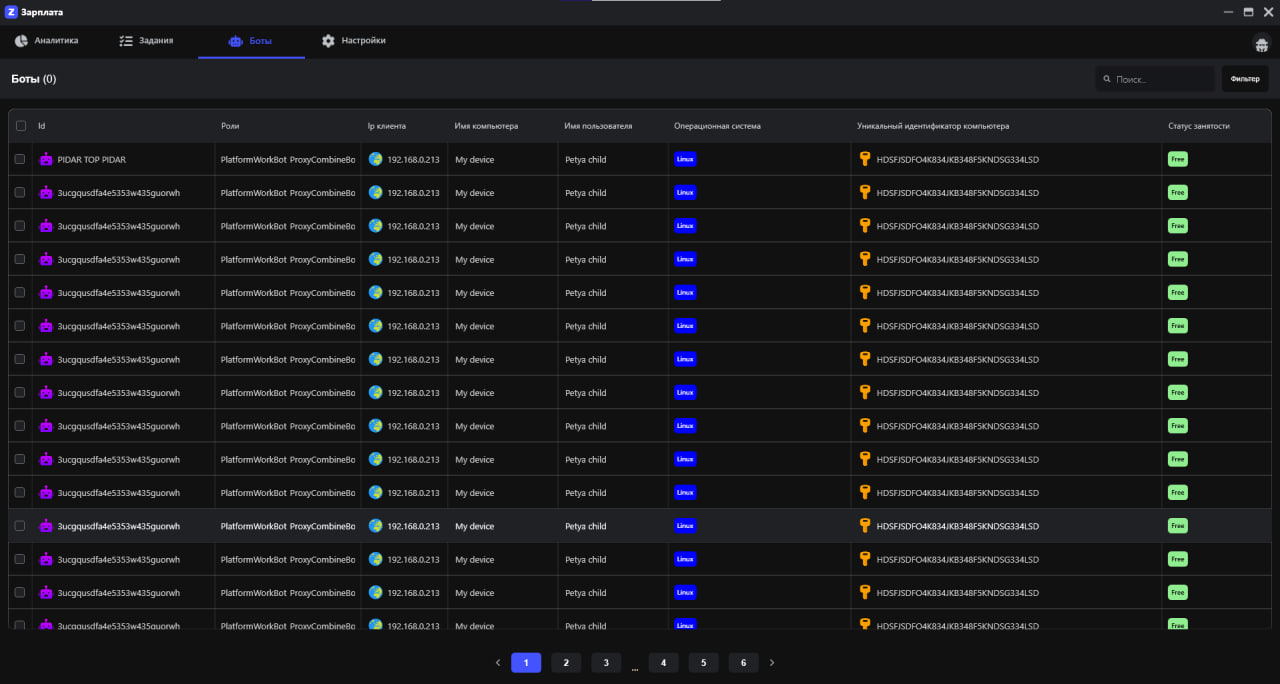 Z Зарплата
Аналитика Задания Боты Настройки
Боты (0) Поиск... Фильтер
Id Роли Ip клиента Имя компьютера Имя пользователя Операционная система Уникальный идентификатор компьютера Статус занятости
PIDAR TOP PIDAR PlatformWorkBot ProxyCombineBo 192.168.0.213 My device Petya child Linux HDSFJSDFO4K834JKB348F5KNDSG334LSD Free
3ucgqusdfa4e5353w435guorwh PlatformWorkBot ProxyCombineBo 192.168.0.213 My device Petya child Linux HDSFJSDFO4K834JKB348F5KNDSG334LSD Free
3ucgqusdfa4e5353w435guorwh PlatformWorkBot ProxyCombineBo 192.168.0.213 My device Petya child Linux HDSFJSDFO4K834JKB348F5KNDSG334LSD Free
3ucgqusdfa4e5353w435guorwh PlatformWorkBot ProxyCombineBo 192.168.0.213 My device Petya child Linux HDSFJSDFO4K834JKB348F5KNDSG334LSD Free
3ucgqusdfa4e5353w435guorwh PlatformWorkBot ProxyCombineBo 192.168.0.213 My device Petya child Linux HDSFJSDFO4K834JKB348F5KNDSG334LSD Free
3ucgqusdfa4e5353w435guorwh PlatformWorkBot ProxyCombineBo 192.168.0.213 My device Petya child Linux HDSFJSDFO4K834JKB348F5KNDSG334LSD Free
3ucgqusdfa4e5353w435guorwh PlatformWorkBot ProxyCombineBo 192.168.0.213 My device Petya child Linux HDSFJSDFO4K834JKB348F5KNDSG334LSD Free
3ucgqusdfa4e5353w435guorwh PlatformWorkBot ProxyCombineBo 192.168.0.213 My device Petya child Linux HDSFJSDFO4K834JKB348F5KNDSG334LSD Free
3ucgqusdfa4e5353w435guorwh PlatformWorkBot ProxyCombineBo 192.168.0.213 My device Petya child Linux HDSFJSDFO4K834JKB348F5KNDSG334LSD Free
3ucgqusdfa4e5353w435guorwh PlatformWorkBot ProxyCombineBo 192.168.0.213 My device Petya child Linux HDSFJSDFO4K834JKB348F5KNDSG334LSD Free
3ucgqusdfa4e5353w435guorwh PlatformWorkBot ProxyCombineBo 192.168.0.213 My device Petya child Linux HDSFJSDFO4K834JKB348F5KNDSG334LSD Free
3ucgqusdfa4e5353w435guorwh PlatformWorkBot ProxyCombineBo 192.168.0.213 My device Petya child Linux HDSFJSDFO4K834JKB348F5KNDSG334LSD Free
3ucgqusdfa4e5353w435guorwh PlatformWorkBot ProxyCombineBo 192.168.0.213 My device Petya child Linux HDSFJSDFO4K834JKB348F5KNDSG334LSD Free
3ucgqusdfa4e5353w435guorwh PlatformWorkBot ProxyCombineBo 192.168.0.213 My device Petya child Linux HDSFJSDFO4K834JKB348F5KNDSG334LSD Free
3ucgqusdfa4e5353w435guorwh PlatformWorkBot ProxyCombineBo 192.168.0.213 My device Petya child Linux HDSFJSDFO4K834JKB348F5KNDSG334LSD Free
1 2 3 ... 4 5 6